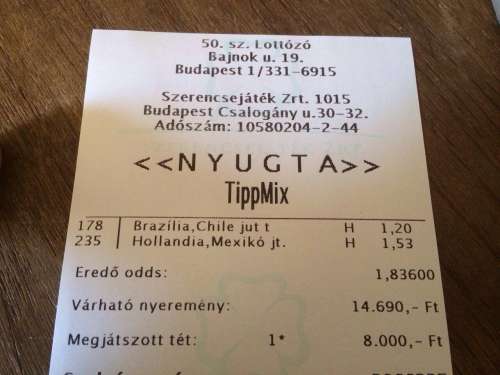 50. sz. Lottózó
Bajnok u. 19.
Budapest 1/331-6915
Szerencsejáték Zrt. 1015
Budapest Csalogány u.30-32.
Adószám: 10580204-2-44
<<NYUGTA>>
TippMix
178 Brazília,Chile jut t H 1,20
235 Hollandia,Mexikó jt. H 1,53
Eredő odds: 1,83600
Várható nyeremény: 14.690,- Ft
Megjátszott tét: 1* 8.000,- Ft